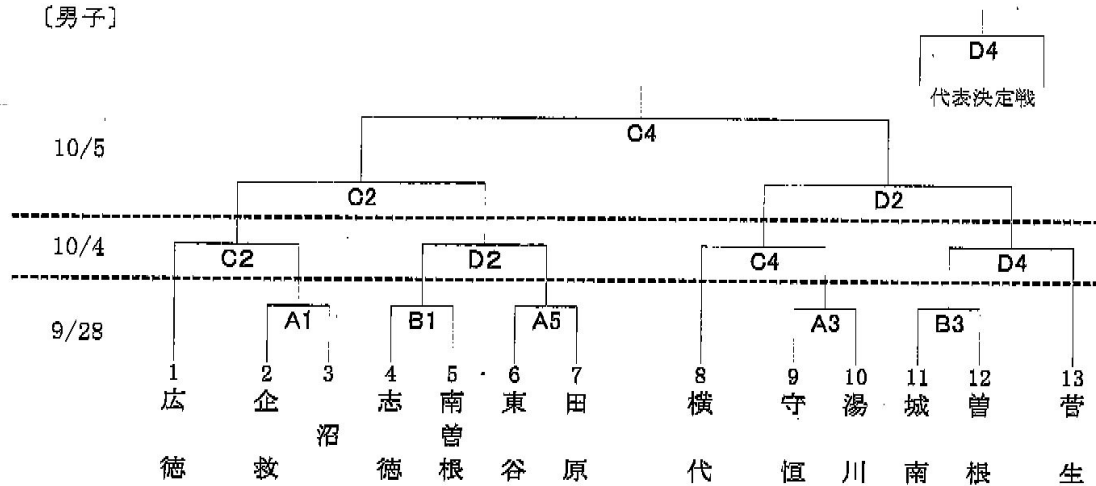 〔男子〕
D4
代表決定戦
C4
10/5
C2
D2
10/4
C2
D2
C4
D4
9/28
A1
B1
A5
A3
B3
1 2 3 4 5 6 7 8 9 10 11 12 13
広徳
企救
沼
志徳
南曽根
東谷
田原
横代
守恒
湯川
城南
曽根
菅生